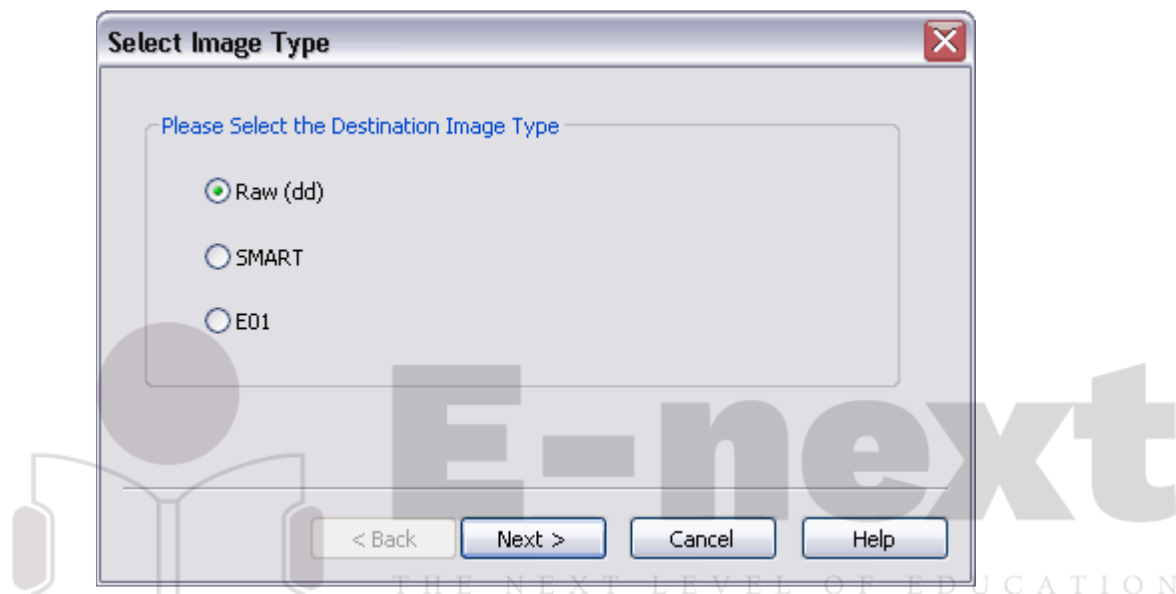 Select Image Type
Please Select the Destination Image Type
Raw (dd)
SMART
E01
E-next
< Back Next > Cancel Help
THE NEXT LEVEL OF EDUCATION